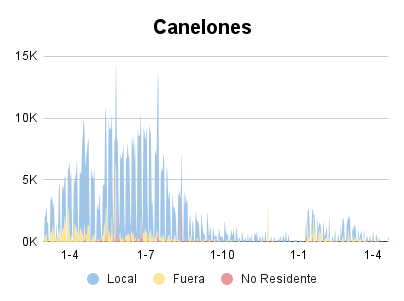 Canelones
15K
10K
5K
0K
1-4 1-7 1-10 1-1 1-4
Local Fuera No Residente